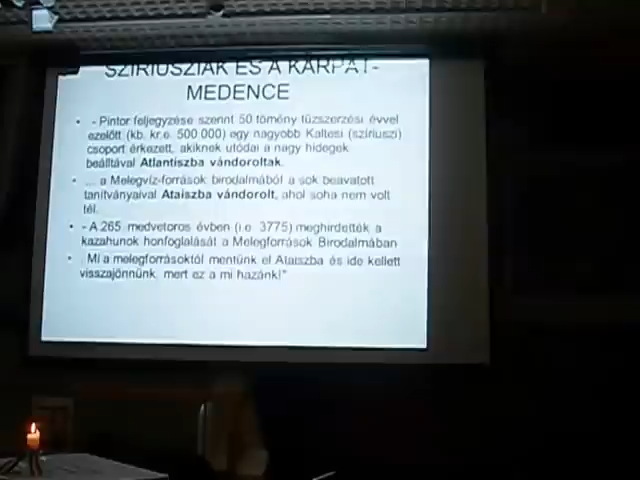 SZÍRIUSZIAK ÉS A KÁRPÁT-
MEDENCE
• - Pintor feljegyzése szerint 50 tömény tűzszerzési évvel
ezelőtt (kb. kr.e. 500 000) egy nagyobb Kaltesi (szíriuszi)
csoport érkezett, akiknek utódai a nagy hidegek
beálltával Atlantiszba vándoroltak.
• ... a Melegvíz-források birodalmából a sok beavatott
tanítványaival Ataiszba vándorolt, ahol soha nem volt
tél.
• - A 265. medvetoros évben (i.e. 3775) meghirdették a
kazahunok honfoglalását a Melegforrások Birodalmában
• Mi a melegforrásoktól mentünk el Ataiszba és ide kellett
visszajönnünk, mert ez a mi hazánk!"